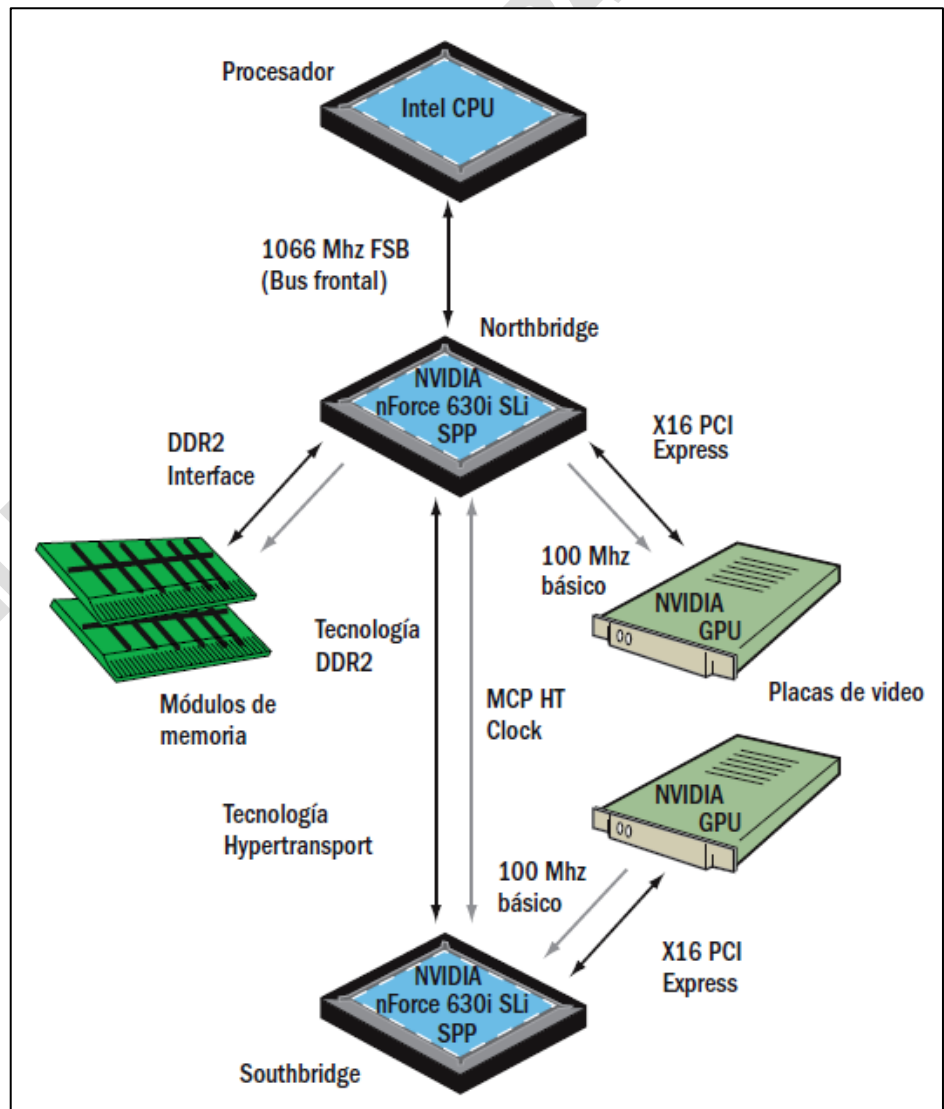 Procesador
Intel CPU
1066 Mhz FSB
(Bus frontal)
Northbridge
NVIDIA
nForce 630i SLi
SPP
DDR2
Interface
X16 PCI
Express
100 Mhz
básico
NVIDIA
GPU
Módulos de
memoria
Tecnología
DDR2
MCP HT
Clock
Placas de video
NVIDIA
GPU
Tecnología
Hypertransport
100 Mhz
básico
X16 PCI
Express
NVIDIA
nForce 630i SLi
SPP
Southbridge